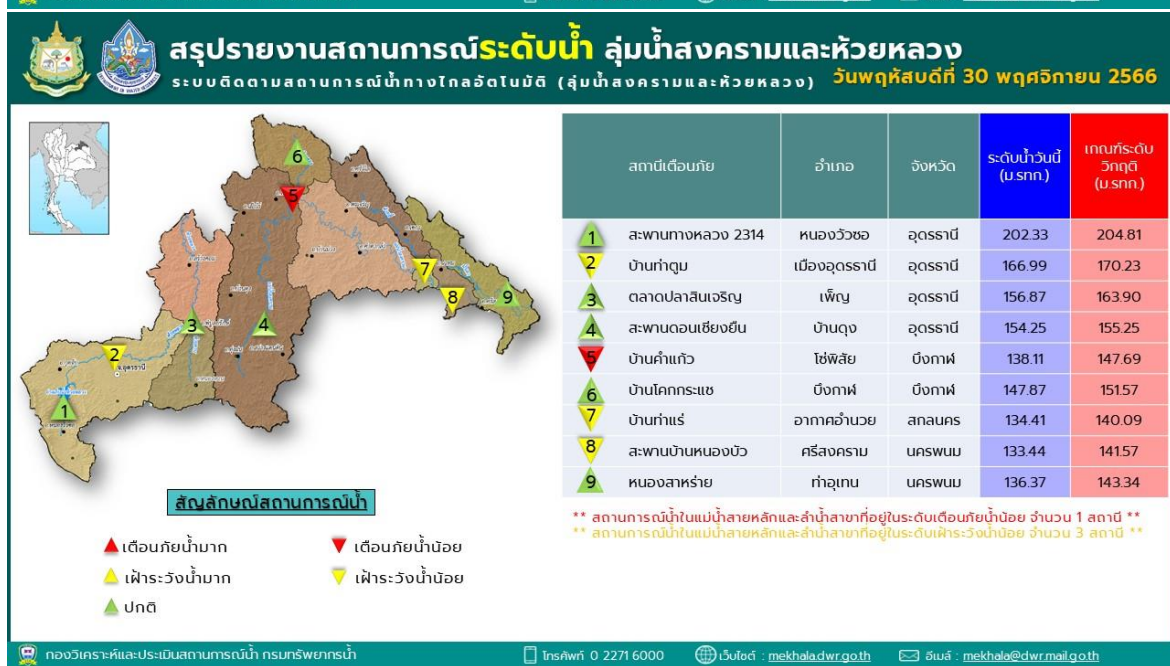 สรุปรายงานสถานการณ์ระดับน้ำ ลุ่มน้ำสงครามและห้วยหลวง
ระบบติดตามสถานการณ์น้ำทางไกลอัตโนมัติ (ลุ่มน้ำสงครามและห้วยหลวง) วันพฤหัสบดีที่ 30 พฤศจิกายน 2566
สถานีเตือนภัย อำเภอ จังหวัด ระดับน้ำวันนี้ (ม.รทก.) เกณฑ์ระดับวิกฤติ (ม.รทก.)
1 สะพานทางหลวง 2314 หนองวัวซอ อุดรธานี 202.33 204.81
2 บ้านท่าตูม เมืองอุดรธานี อุดรธานี 166.99 170.23
3 ตลาดปลาสินเจริญ เพ็ญ อุดรธานี 156.87 163.90
4 สะพานดอนเชียงยืน บ้านดุง อุดรธานี 154.25 155.25
5 บ้านคำแก้ว โซ่พิสัย บึงกาฬ 138.11 147.69
6 บ้านโคกกระแซ บึงกาฬ บึงกาฬ 147.87 151.57
7 บ้านท่าแร่ อากาศอำนวย สกลนคร 134.41 140.09
8 สะพานบ้านหนองบัว ศรีสงคราม นครพนม 133.44 141.57
9 หนองสาหร่าย ท่าอุเทน นครพนม 136.37 143.34
** สถานการณ์น้ำในแม่น้ำสายหลักและลำน้ำสาขาที่อยู่ในระดับเตือนภัยน้ำน้อย จำนวน 1 สถานี **
** สถานการณ์น้ำในแม่น้ำสายหลักและลำน้ำสาขาที่อยู่ในระดับเฝ้าระวังน้ำน้อย จำนวน 3 สถานี **
6
5
7
8
9
3
4
2
อ.อุดรธานี
1
สัญลักษณ์สถานการณ์น้ำ
เตือนภัยน้ำมาก เตือนภัยน้ำน้อย
เฝ้าระวังน้ำมาก เฝ้าระวังน้ำน้อย
ปกติ
กองวิเคราะห์และประเมินสถานการณ์น้ำ กรมทรัพยากรน้ำ โทรศัพท์ 0 2271 6000 เว็บไซต์ : mekhala.dwr.go.th อีเมล์ : mekhala@dwr.mail.go.th